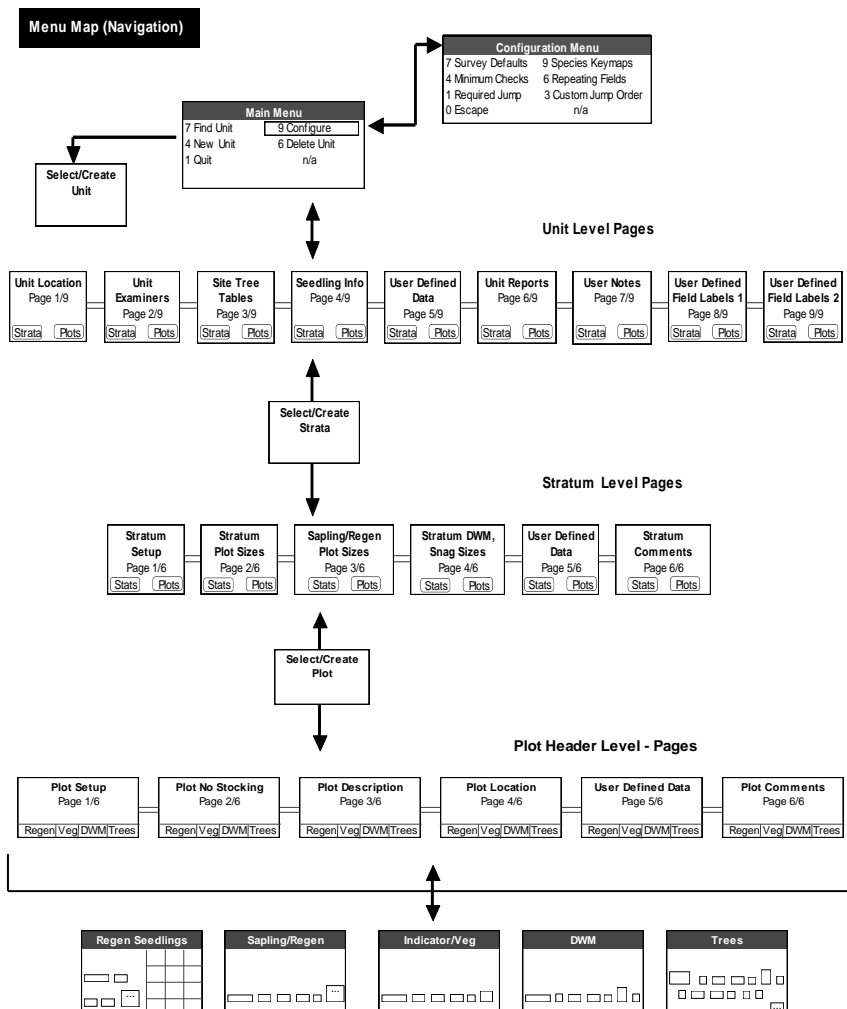 Menu Map (Navigation)
Configuration Menu
7 Survey Defaults 9 Species Keymaps
4 Minimum Checks 6 Repeating Fields
1 Required Jump 3 Custom Jump Order
0 Escape n/a
Main Menu
7 Find Unit 9 Configure
4 New Unit 6 Delete Unit
1 Quit n/a
Select/Create
Unit
Unit Level Pages
Unit Location
Page 1/9
Strata Plots
Unit
Examiners
Page 2/9
Strata Plots
Site Tree
Tables
Page 3/9
Strata Plots
Seedling Info
Page 4/9
Strata Plots
User Defined
Data
Page 5/9
Strata Plots
Unit Reports
Page 6/9
Strata Plots
User Notes
Page 7/9
Strata Plots
User Defined
Field Labels 1
Page 8/9
Strata Plots
User Defined
Field Labels 2
Page 9/9
Strata Plots
Select/Create
Strata
Stratum Level Pages
Stratum
Setup
Page 1/6
Stats Plots
Stratum
Plot Sizes
Page 2/6
Stats Plots
Sapling/Regen
Plot Sizes
Page 3/6
Stats Plots
Stratum DWM,
Snag Sizes
Page 4/6
Stats Plots
User Defined
Data
Page 5/6
Stats Plots
Stratum
Comments
Page 6/6
Stats Plots
Select/Create
Plot
Plot Header Level - Pages
Plot Setup
Page 1/6
Regen Veg DWM Trees
Plot No Stocking
Page 2/6
Regen Veg DWM Trees
Plot Description
Page 3/6
Regen Veg DWM Trees
Plot Location
Page 4/6
Regen Veg DWM Trees
User Defined Data
Page 5/6
Regen Veg DWM Trees
Plot Comments
Page 6/6
Regen Veg DWM Trees
Regen Seedlings
...
Sapling/Regen
...
Indicator/Veg
DWM
Trees
...